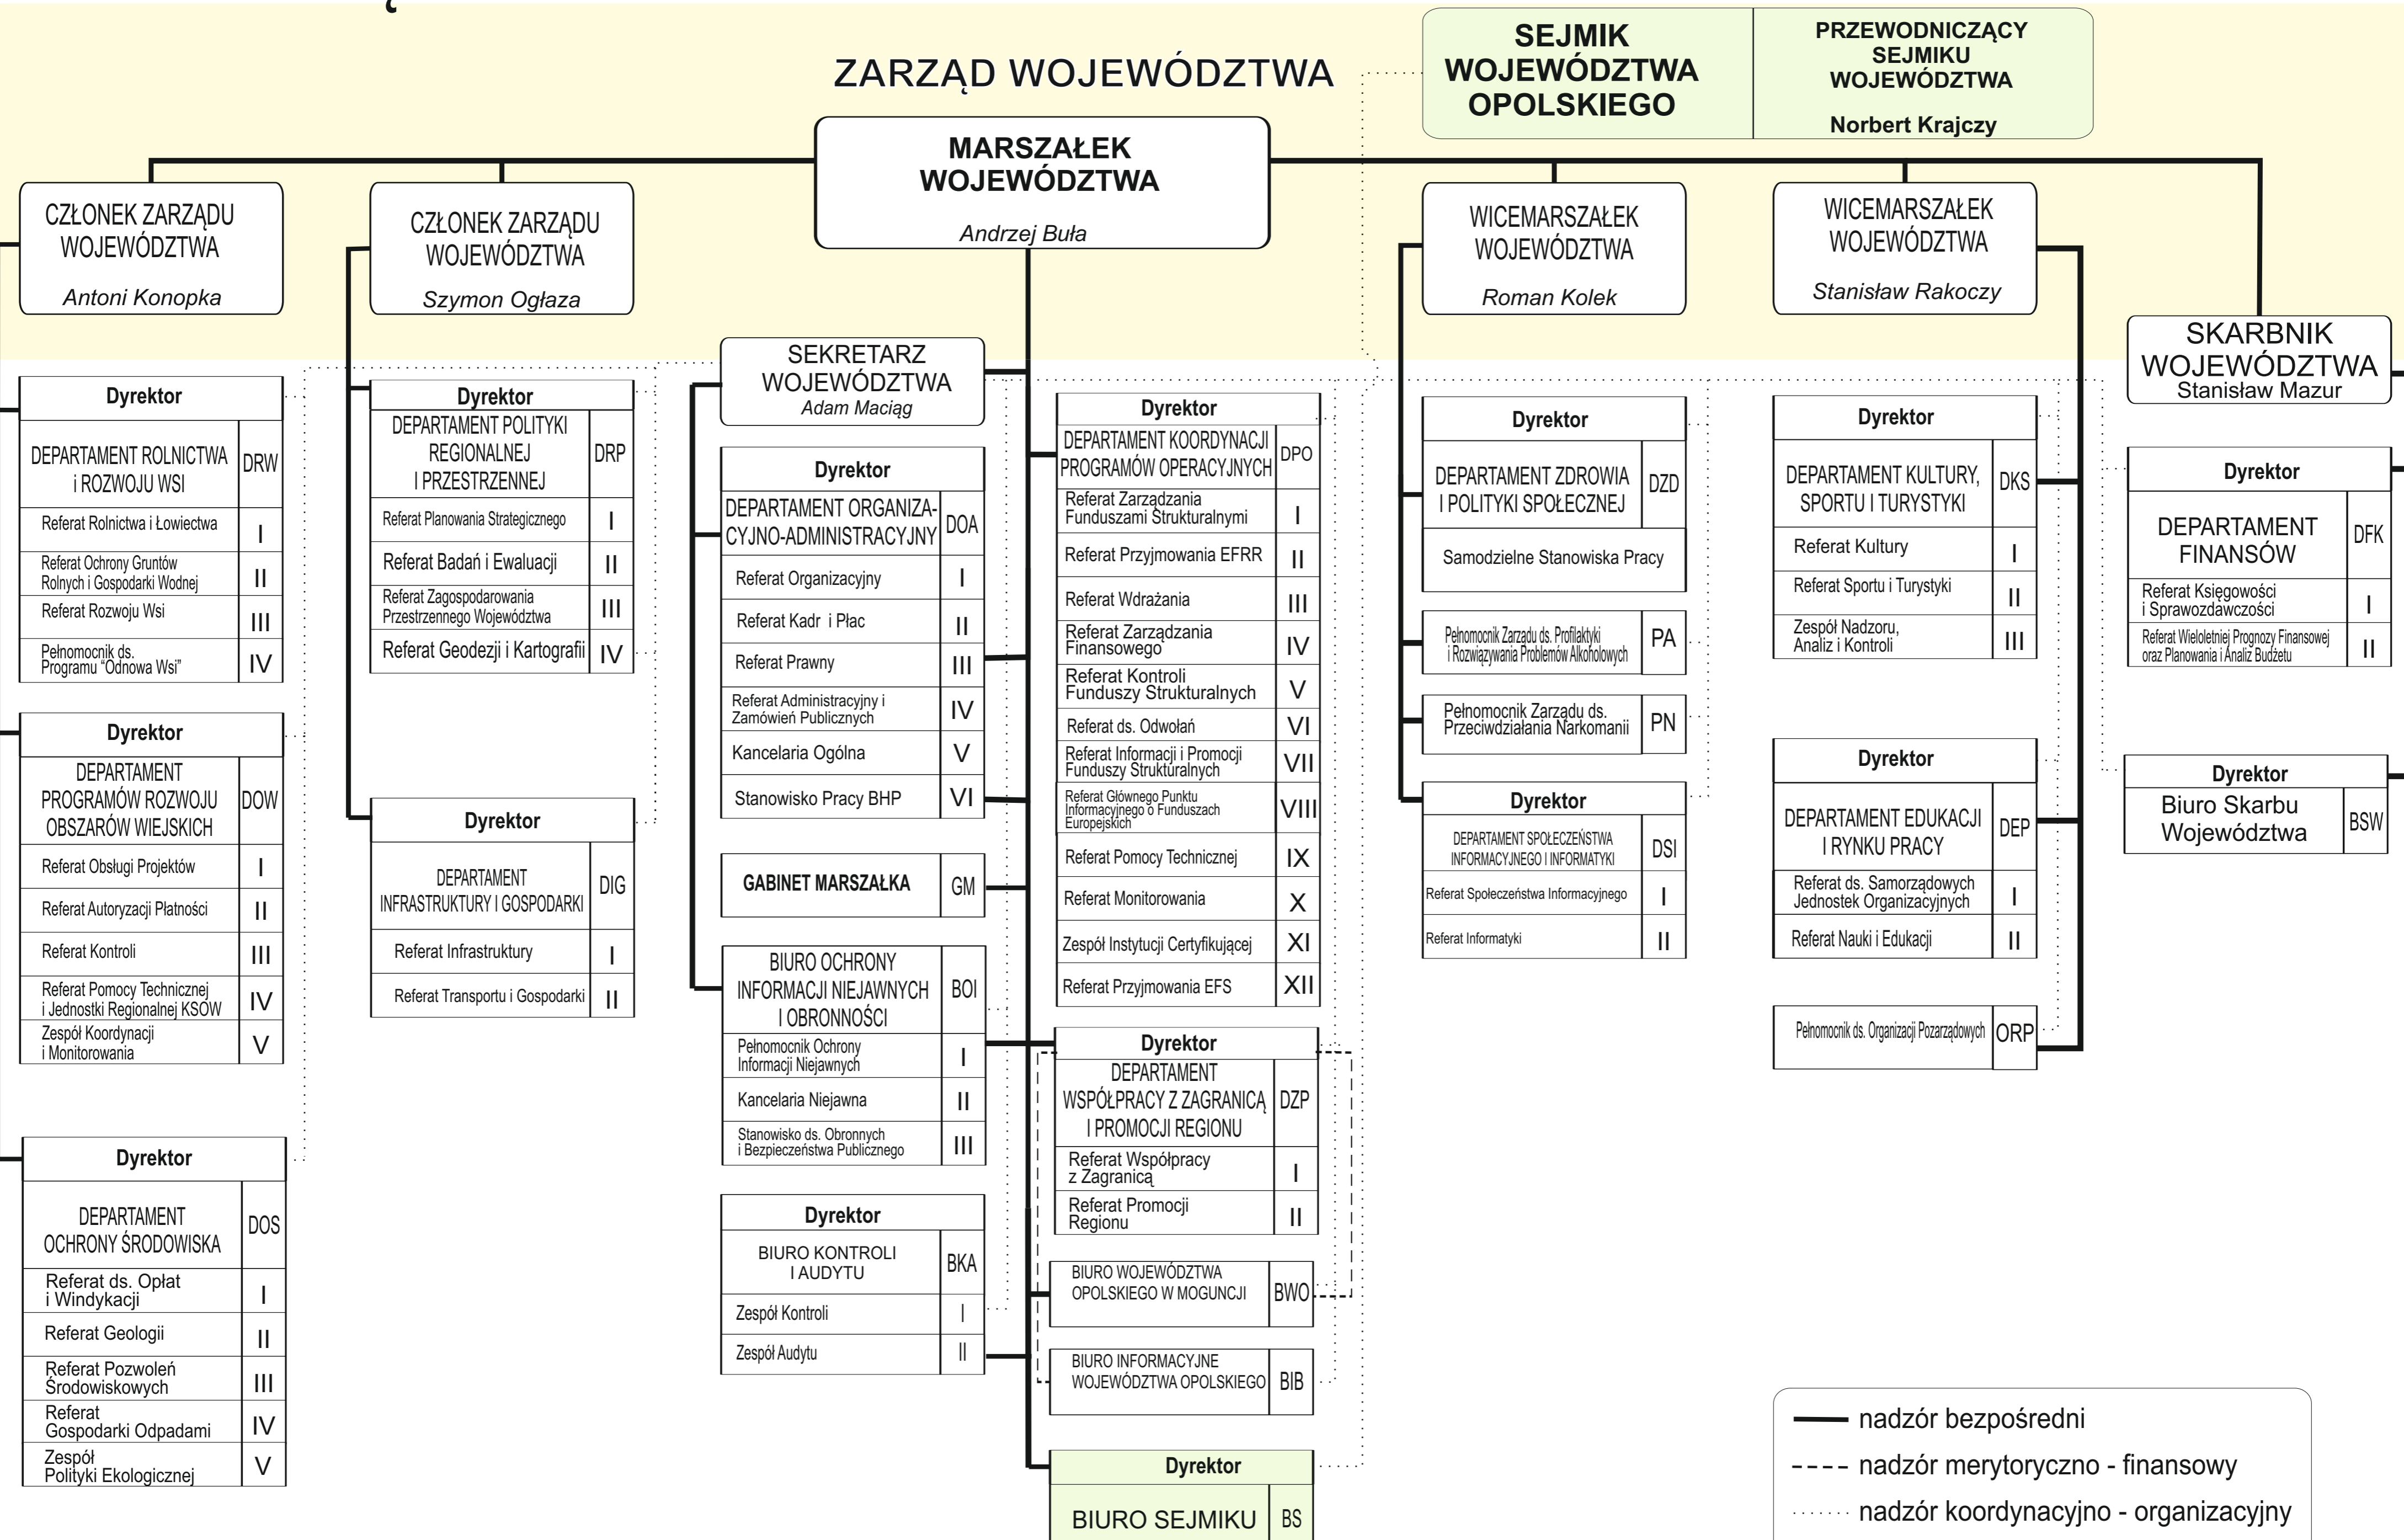 ZARZĄD WOJEWÓDZTWA
SEJMIK
WOJEWÓDZTWA
OPOLSKIEGO
PRZEWODNICZĄCY
SEJMIKU
WOJEWÓDZTWA
Norbert Krajczy
MARSZAŁEK
WOJEWÓDZTWA
Andrzej Buła
CZŁONEK ZARZĄDU
WOJEWÓDZTWA
Antoni Konopka
CZŁONEK ZARZĄDU
WOJEWÓDZTWA
Szymon Ogłaza
WICEMARSZAŁEK
WOJEWÓDZTWA
Roman Kolek
WICEMARSZAŁEK
WOJEWÓDZTWA
Stanisław Rakoczy
SKARBNIK
WOJEWÓDZTWA
Stanisław Mazur
SEKRETARZ
WOJEWÓDZTWA
Adam Maciąg
Dyrektor
DEPARTAMENT ROLNICTWA
i ROZWOJU WSI
DRW
Referat Rolnictwa i Łowiectwa
I
Referat Ochrony Gruntów
Rolnych i Gospodarki Wodnej
II
Referat Rozwoju Wsi
III
Pełnomocnik ds.
Programu “Odnowa Wsi”
IV
Dyrektor
DEPARTAMENT
PROGRAMÓW ROZWOJU
OBSZARÓW WIEJSKICH
DOW
Referat Obsługi Projektów
I
Referat Autoryzacji Płatności
II
Referat Kontroli
III
Referat Pomocy Technicznej
i Jednostki Regionalnej KSOW
IV
Zespół Koordynacji
i Monitorowania
V
Dyrektor
DEPARTAMENT
OCHRONY ŚRODOWISKA
DOS
Referat ds. Opłat
i Windykacji
I
Referat Geologii
II
Referat Pozwoleń
Środowiskowych
III
Referat
Gospodarki Odpadami
IV
Zespół
Polityki Ekologicznej
V
Dyrektor
DEPARTAMENT POLITYKI
REGIONALNEJ
I PRZESTRZENNEJ
DRP
Referat Planowania Strategicznego
I
Referat Badań i Ewaluacji
II
Referat Zagospodarowania
Przestrzennego Województwa
III
Referat Geodezji i Kartografii
IV
Dyrektor
DEPARTAMENT
INFRASTRUKTURY I GOSPODARKI
DIG
Referat Infrastruktury
I
Referat Transportu i Gospodarki
II
Dyrektor
DEPARTAMENT ORGANIZA-
CYJNO-ADMINISTRACYJNY
DOA
Referat Organizacyjny
I
Referat Kadr i Płac
II
Referat Prawny
III
Referat Administracyjny i
Zamówień Publicznych
IV
Kancelaria Ogólna
V
Stanowisko Pracy BHP
VI
GABINET MARSZAŁKA
GM
BIURO OCHRONY
INFORMACJI NIEJAWNYCH
I OBRONNOŚCI
BOI
Pełnomocnik Ochrony
Informacji Niejawnych
I
Kancelaria Niejawna
II
Stanowisko ds. Obronnych
i Bezpieczeństwa Publicznego
III
Dyrektor
BIURO KONTROLI
I AUDYTU
BKA
Zespół Kontroli
I
Zespół Audytu
II
Dyrektor
DEPARTAMENT KOORDYNACJI
PROGRAMÓW OPERACYJNYCH
DPO
Referat Zarządzania
Funduszami Strukturalnymi
I
Referat Przyjmowania EFRR
II
Referat Wdrażania
III
Referat Zarządzania
Finansowego
IV
Referat Kontroli
Funduszy Strukturalnych
V
Referat ds. Odwołań
VI
Referat Informacji i Promocji
Funduszy Strukturalnych
VII
Referat Głównego Punktu
Informacyjnego o Funduszach
Europejskich
VIII
Referat Pomocy Technicznej
IX
Referat Monitorowania
X
Zespół Instytucji Certyfikującej
XI
Referat Przyjmowania EFS
XII
Dyrektor
DEPARTAMENT
WSPÓŁPRACY Z ZAGRANICĄ
I PROMOCJI REGIONU
DZP
Referat Współpracy
z Zagranicą
I
Referat Promocji
Regionu
II
BIURO WOJEWÓDZTWA
OPOLSKIEGO W MOGUNCJI
BWO
BIURO INFORMACYJNE
WOJEWÓDZTWA OPOLSKIEGO
BIB
Dyrektor
BIURO SEJMIKU
BS
Dyrektor
DEPARTAMENT ZDROWIA
I POLITYKI SPOŁECZNEJ
DZD
Samodzielne Stanowiska Pracy
Pełnomocnik Zarządu ds. Profilaktyki
i Rozwiązywania Problemów Alkoholowych
PA
Pełnomocnik Zarządu ds.
Przeciwdziałania Narkomanii
PN
Dyrektor
DEPARTAMENT SPOŁECZEŃSTWA
INFORMACYJNEGO I INFORMATYKI
DSI
Referat Społeczeństwa Informacyjnego
I
Referat Informatyki
II
Dyrektor
DEPARTAMENT KULTURY,
SPORTU I TURYSTYKI
DKS
Referat Kultury
I
Referat Sportu i Turystyki
II
Zespół Nadzoru,
Analiz i Kontroli
III
Dyrektor
DEPARTAMENT EDUKACJI
I RYNKU PRACY
DEP
Referat ds. Samorządowych
Jednostek Organizacyjnych
I
Referat Nauki i Edukacji
II
Pełnomocnik ds. Organizacji Pozarządowych
ORP
Dyrektor
DEPARTAMENT
FINANSÓW
DFK
Referat Księgowości
i Sprawozdawczości
I
Referat Wieloletniej Prognozy Finansowej
oraz Planowania i Analiz Budżetu
II
Dyrektor
Biuro Skarbu
Województwa
BSW
nadzór bezpośredni
nadzór merytoryczno - finansowy
nadzór koordynacyjno - organizacyjny